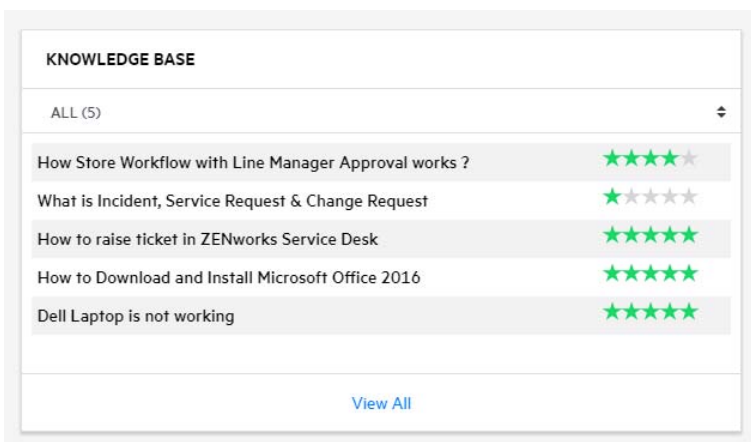 KNOWLEDGE BASE
ALL (5)
How Store Workflow with Line Manager Approval works ?
What is Incident, Service Request & Change Request
How to raise ticket in ZENworks Service Desk
How to Download and Install Microsoft Office 2016
Dell Laptop is not working
View All